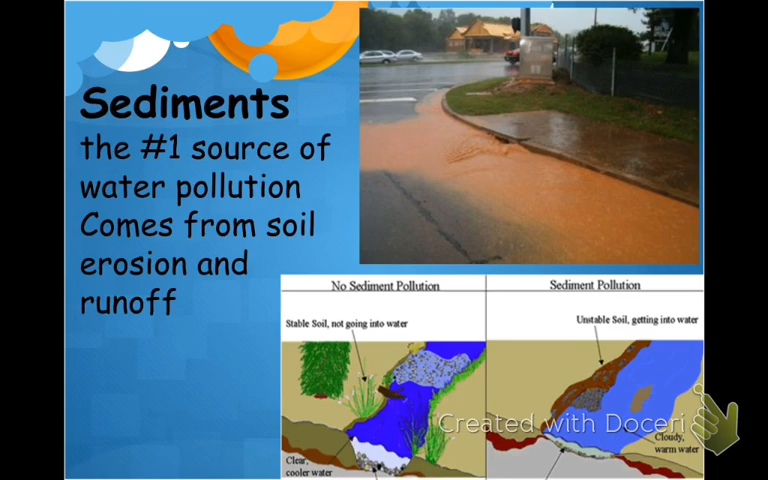 Sediments
the #1 source of
water pollution
Comes from soil
erosion and
runoff
No Sediment Pollution
Sediment Pollution
Stable Soil, not going into water
Unstable Soil, getting into water
Clear,
cooler water
Cloudy,
warm water
Created with Doceri